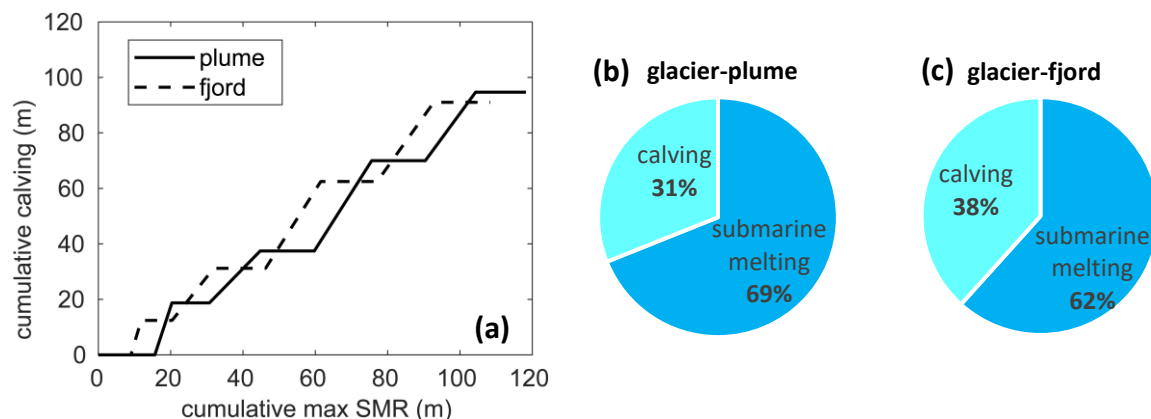 120
100
80
60
40
20
0
cumulative calving (m)
plume
fjord
(a)
0 20 40 60 80 100 120
cumulative max SMR (m)
(b) glacier-plume
calving
31%
submarine
melting
69%
(c) glacier-fjord
calving
38%
submarine
melting
62%